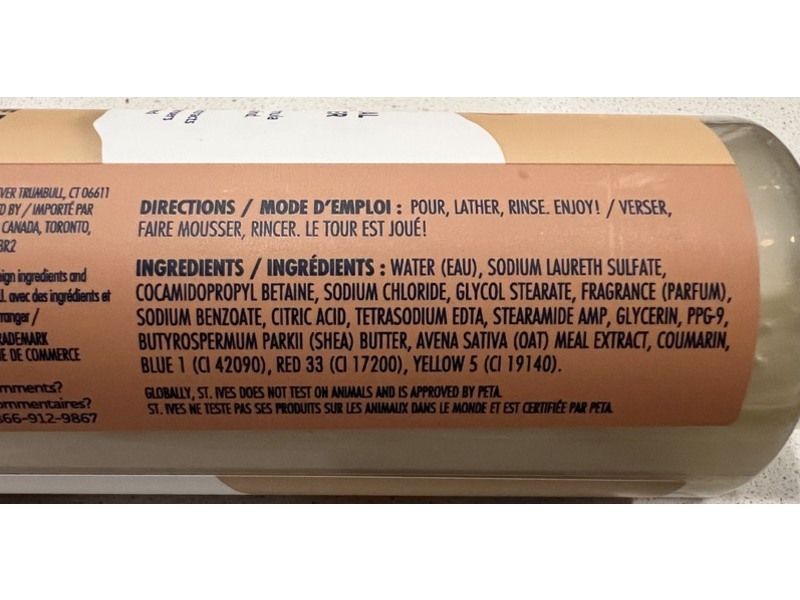 VER TRUMBULL, CT 06611
D BY / IMPORTÉ PAR
CANADA, TORONTO,
3R2
eign ingredients and
U. avec des ingrédients et
ranger /
RADEMARK
E DE COMMERCE
mments?
ommentaires?
366-912-9867
DIRECTIONS / MODE D'EMPLOI : POUR, LATHER, RINSE. ENJOY! / VERSER,
FAIRE MOUSSER, RINCER. LE TOUR EST JOUÉ!
INGREDIENTS / INGRÉDIENTS : WATER (EAU), SODIUM LAURETH SULFATE,
COCAMIDOPROPYL BETAINE, SODIUM CHLORIDE, GLYCOL STEARATE, FRAGRANCE (PARFUM),
SODIUM BENZOATE, CITRIC ACID, TETRASODIUM EDTA, STEARAMIDE AMP, GLYCERIN, PPG-9,
BUTYROSPERMUM PARKII (SHEA) BUTTER, AVENA SATIVA (OAT) MEAL EXTRACT, COUMARIN,
BLUE 1 (CI 42090), RED 33 (CI 17200), YELLOW 5 (CI 19140).
GLOBALLY, ST. IVES DOES NOT TEST ON ANIMALS AND IS APPROVED BY PETA.
ST. IVES NE TESTE PAS SES PRODUITS SUR LES ANIMAUX DANS LE MONDE ET EST CERTIFIÉE PAR PETA.